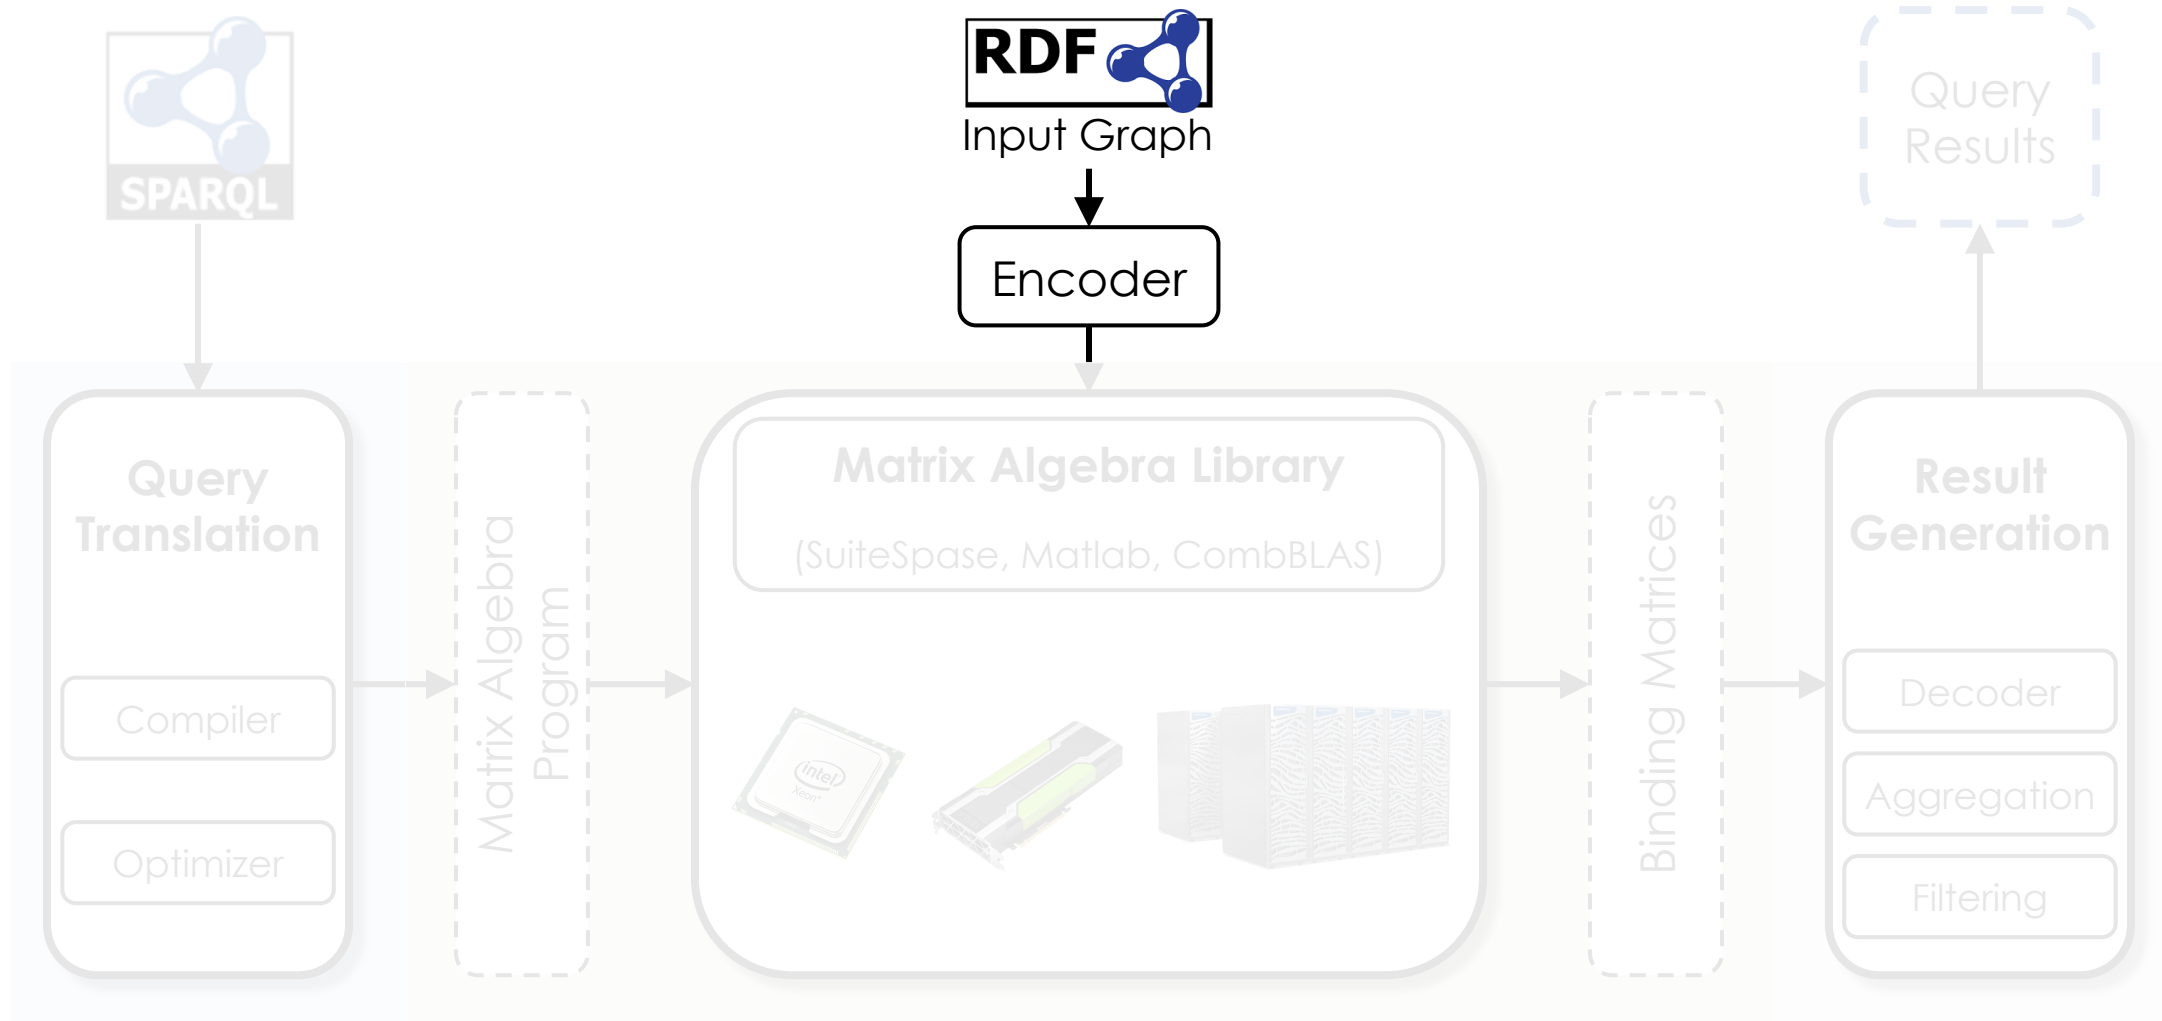 SPARQL
RDF
Input Graph
Encoder
Query
Results
Query
Translation
Compiler
Optimizer
Matrix Algebra
Program
Matrix Algebra Library
(SuiteSpase, Matlab, CombBLAS)
intel
Xeon
Binding Matrices
Result
Generation
Decoder
Aggregation
Filtering